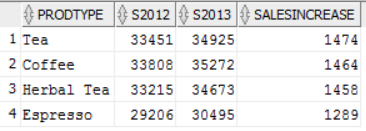 PRODTYPE S2012 S2013 SALESINCREASE
1 Tea 33451 34925 1474
2 Coffee 33808 35272 1464
3 Herbal Tea 33215 34673 1458
4 Espresso 29206 30495 1289